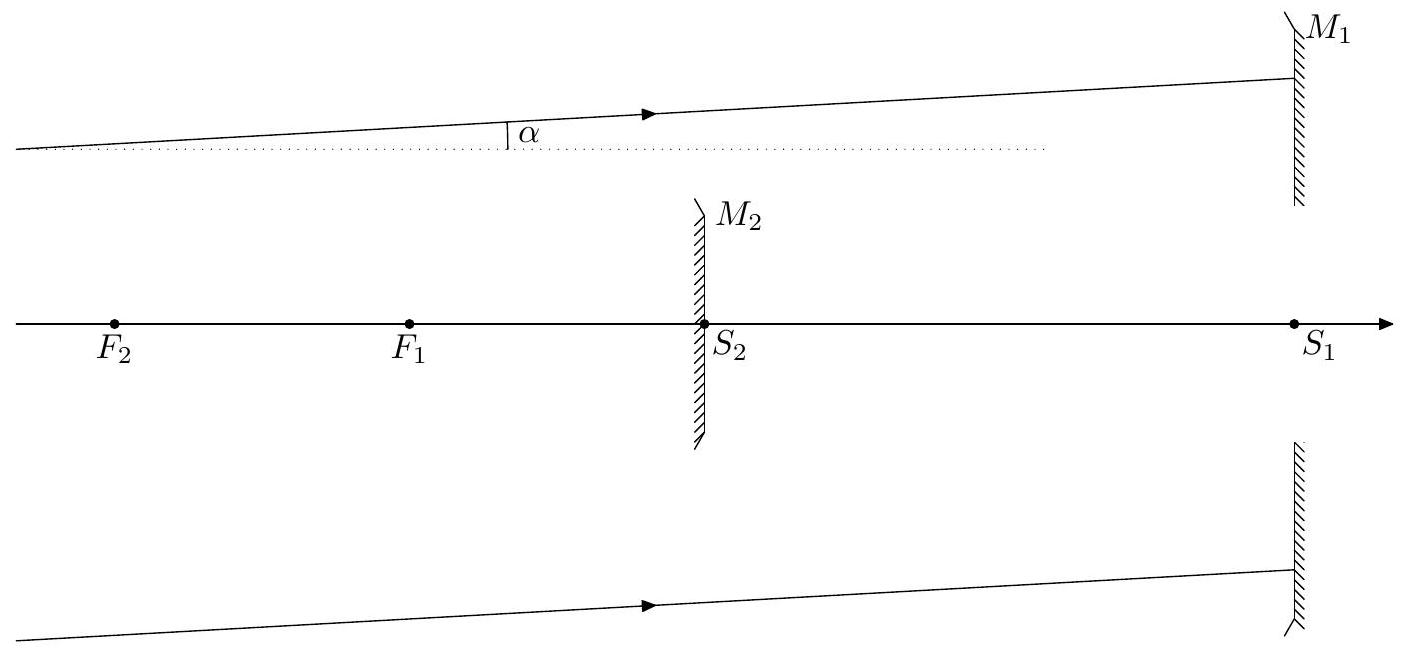 M₁
α
M₂
F₂ F₁ S₂ S₁